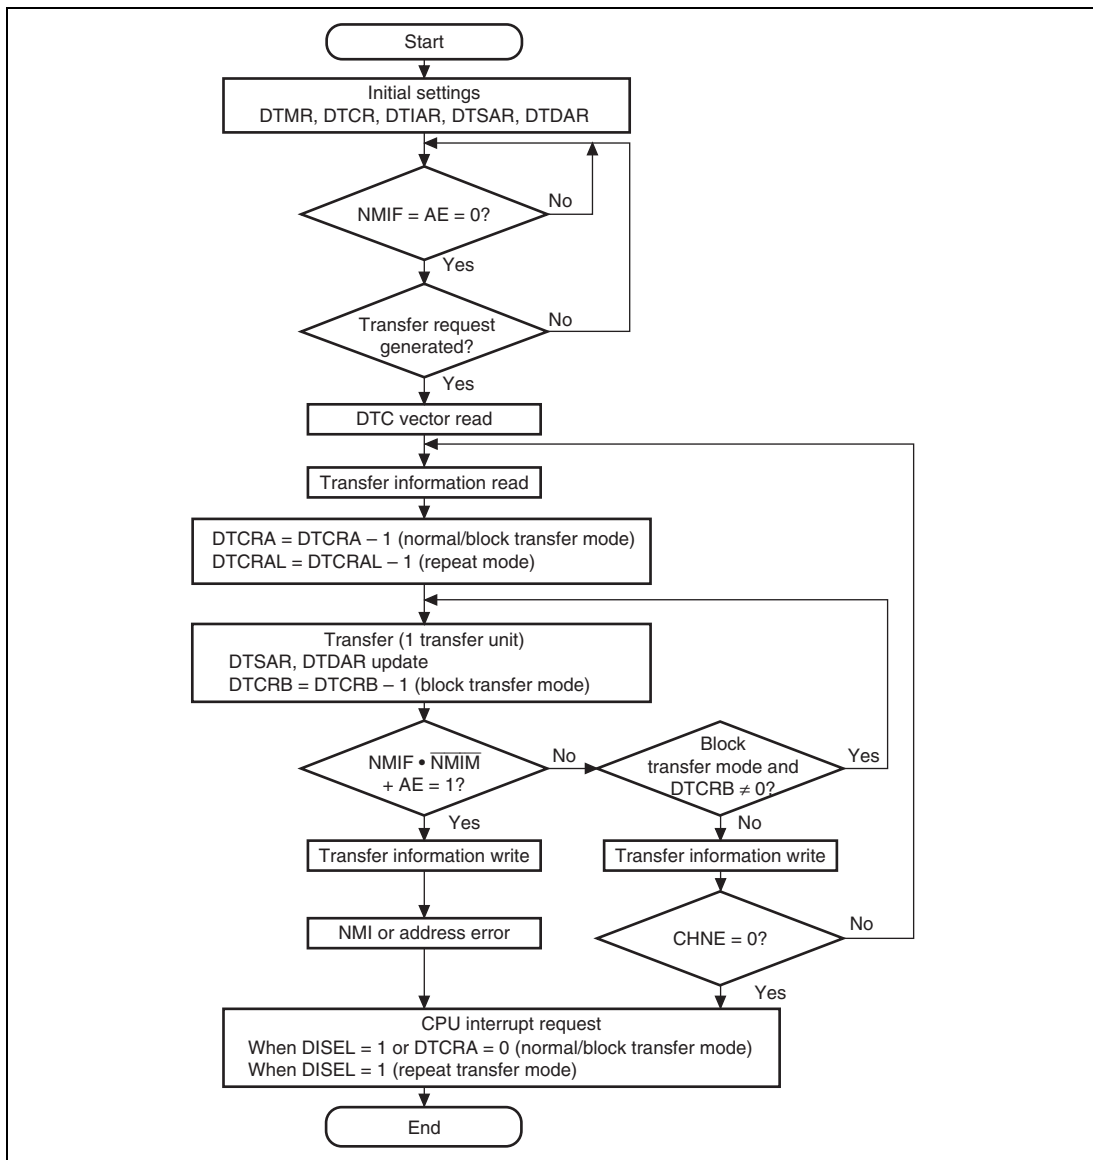 Start
Initial settings
DTMR, DTCR, DTIAR, DTSAR, DTDAR
NMIF = AE = 0?
No
Yes
Transfer request
generated?
No
Yes
DTC vector read
Transfer information read
DTCRA = DTCRA – 1 (normal/block transfer mode)
DTCRAL = DTCRAL – 1 (repeat mode)
Transfer (1 transfer unit)
DTSAR, DTDAR update
DTCRB = DTCRB – 1 (block transfer mode)
NMIF • N̅M̅I̅M̅
+ AE = 1?
No
Yes
Block
transfer mode and
DTCRB ≠ 0?
Yes
No
Transfer information write
Transfer information write
NMI or address error
CHNE = 0?
No
Yes
CPU interrupt request
When DISEL = 1 or DTCRA = 0 (normal/block transfer mode)
When DISEL = 1 (repeat transfer mode)
End